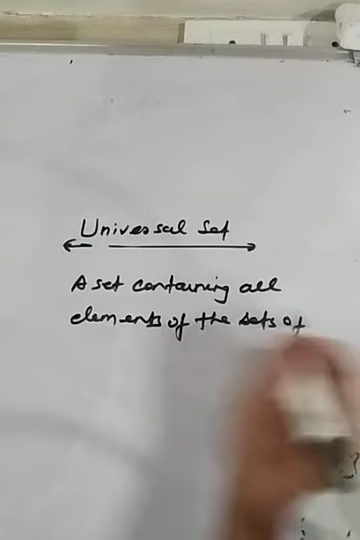 Universal Set
A set containing all
elements of the sets of